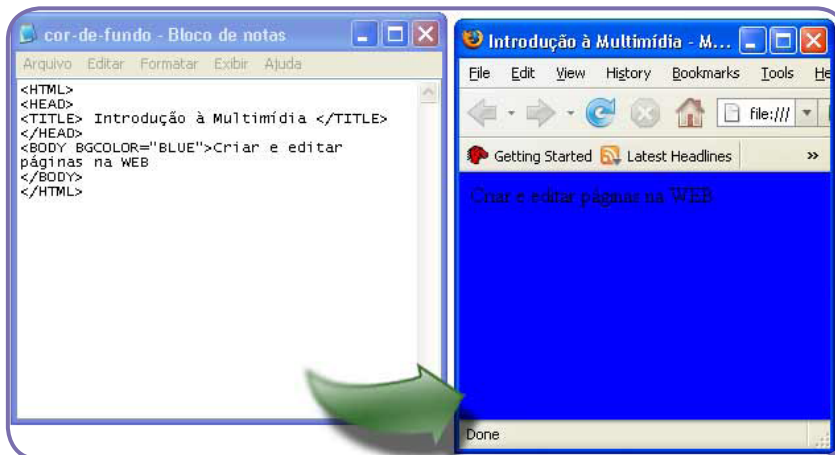 cor-de-fundo - Bloco de notas
Arquivo Editar Formatar Exibir Ajuda
<HTML>
<HEAD>
<TITLE> Introdução à Multimídia </TITLE>
</HEAD>
<BODY BGCOLOR="BLUE">Criar e editar
páginas na WEB
</BODY>
</HTML>
Introdução à Multimídia - M...
File Edit View History Bookmarks Tools He
file:///
Getting Started Latest Headlines »
Criar e editar páginas na WEB
Done